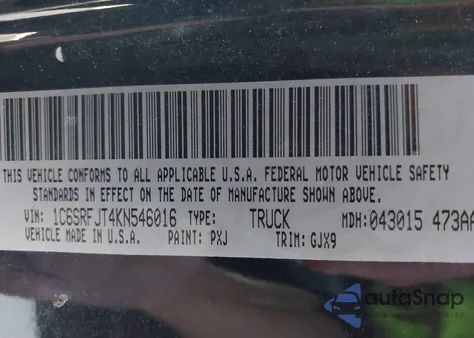 THIS VEHICLE CONFORMS TO ALL APPLICABLE U.S.A. FEDERAL MOTOR VEHICLE SAFETY
STANDARDS IN EFFECT ON THE DATE OF MANUFACTURE SHOWN ABOVE.
VIN: 1C6SRFJT4KN546016 TYPE: TRUCK MDH: 043015 473AA
VEHICLE MADE IN U.S.A. PAINT: PXJ TRIM: GJX9
autoSnap